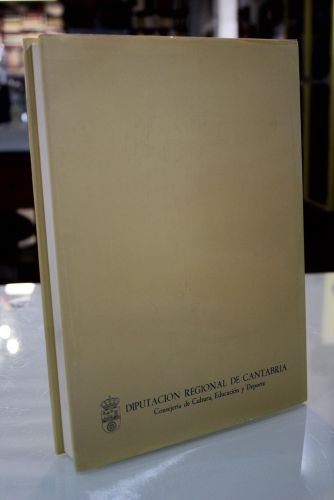 DIPUTACION REGIONAL DE CANTABRIA
Consejería de Cultura, Educación y Deporte